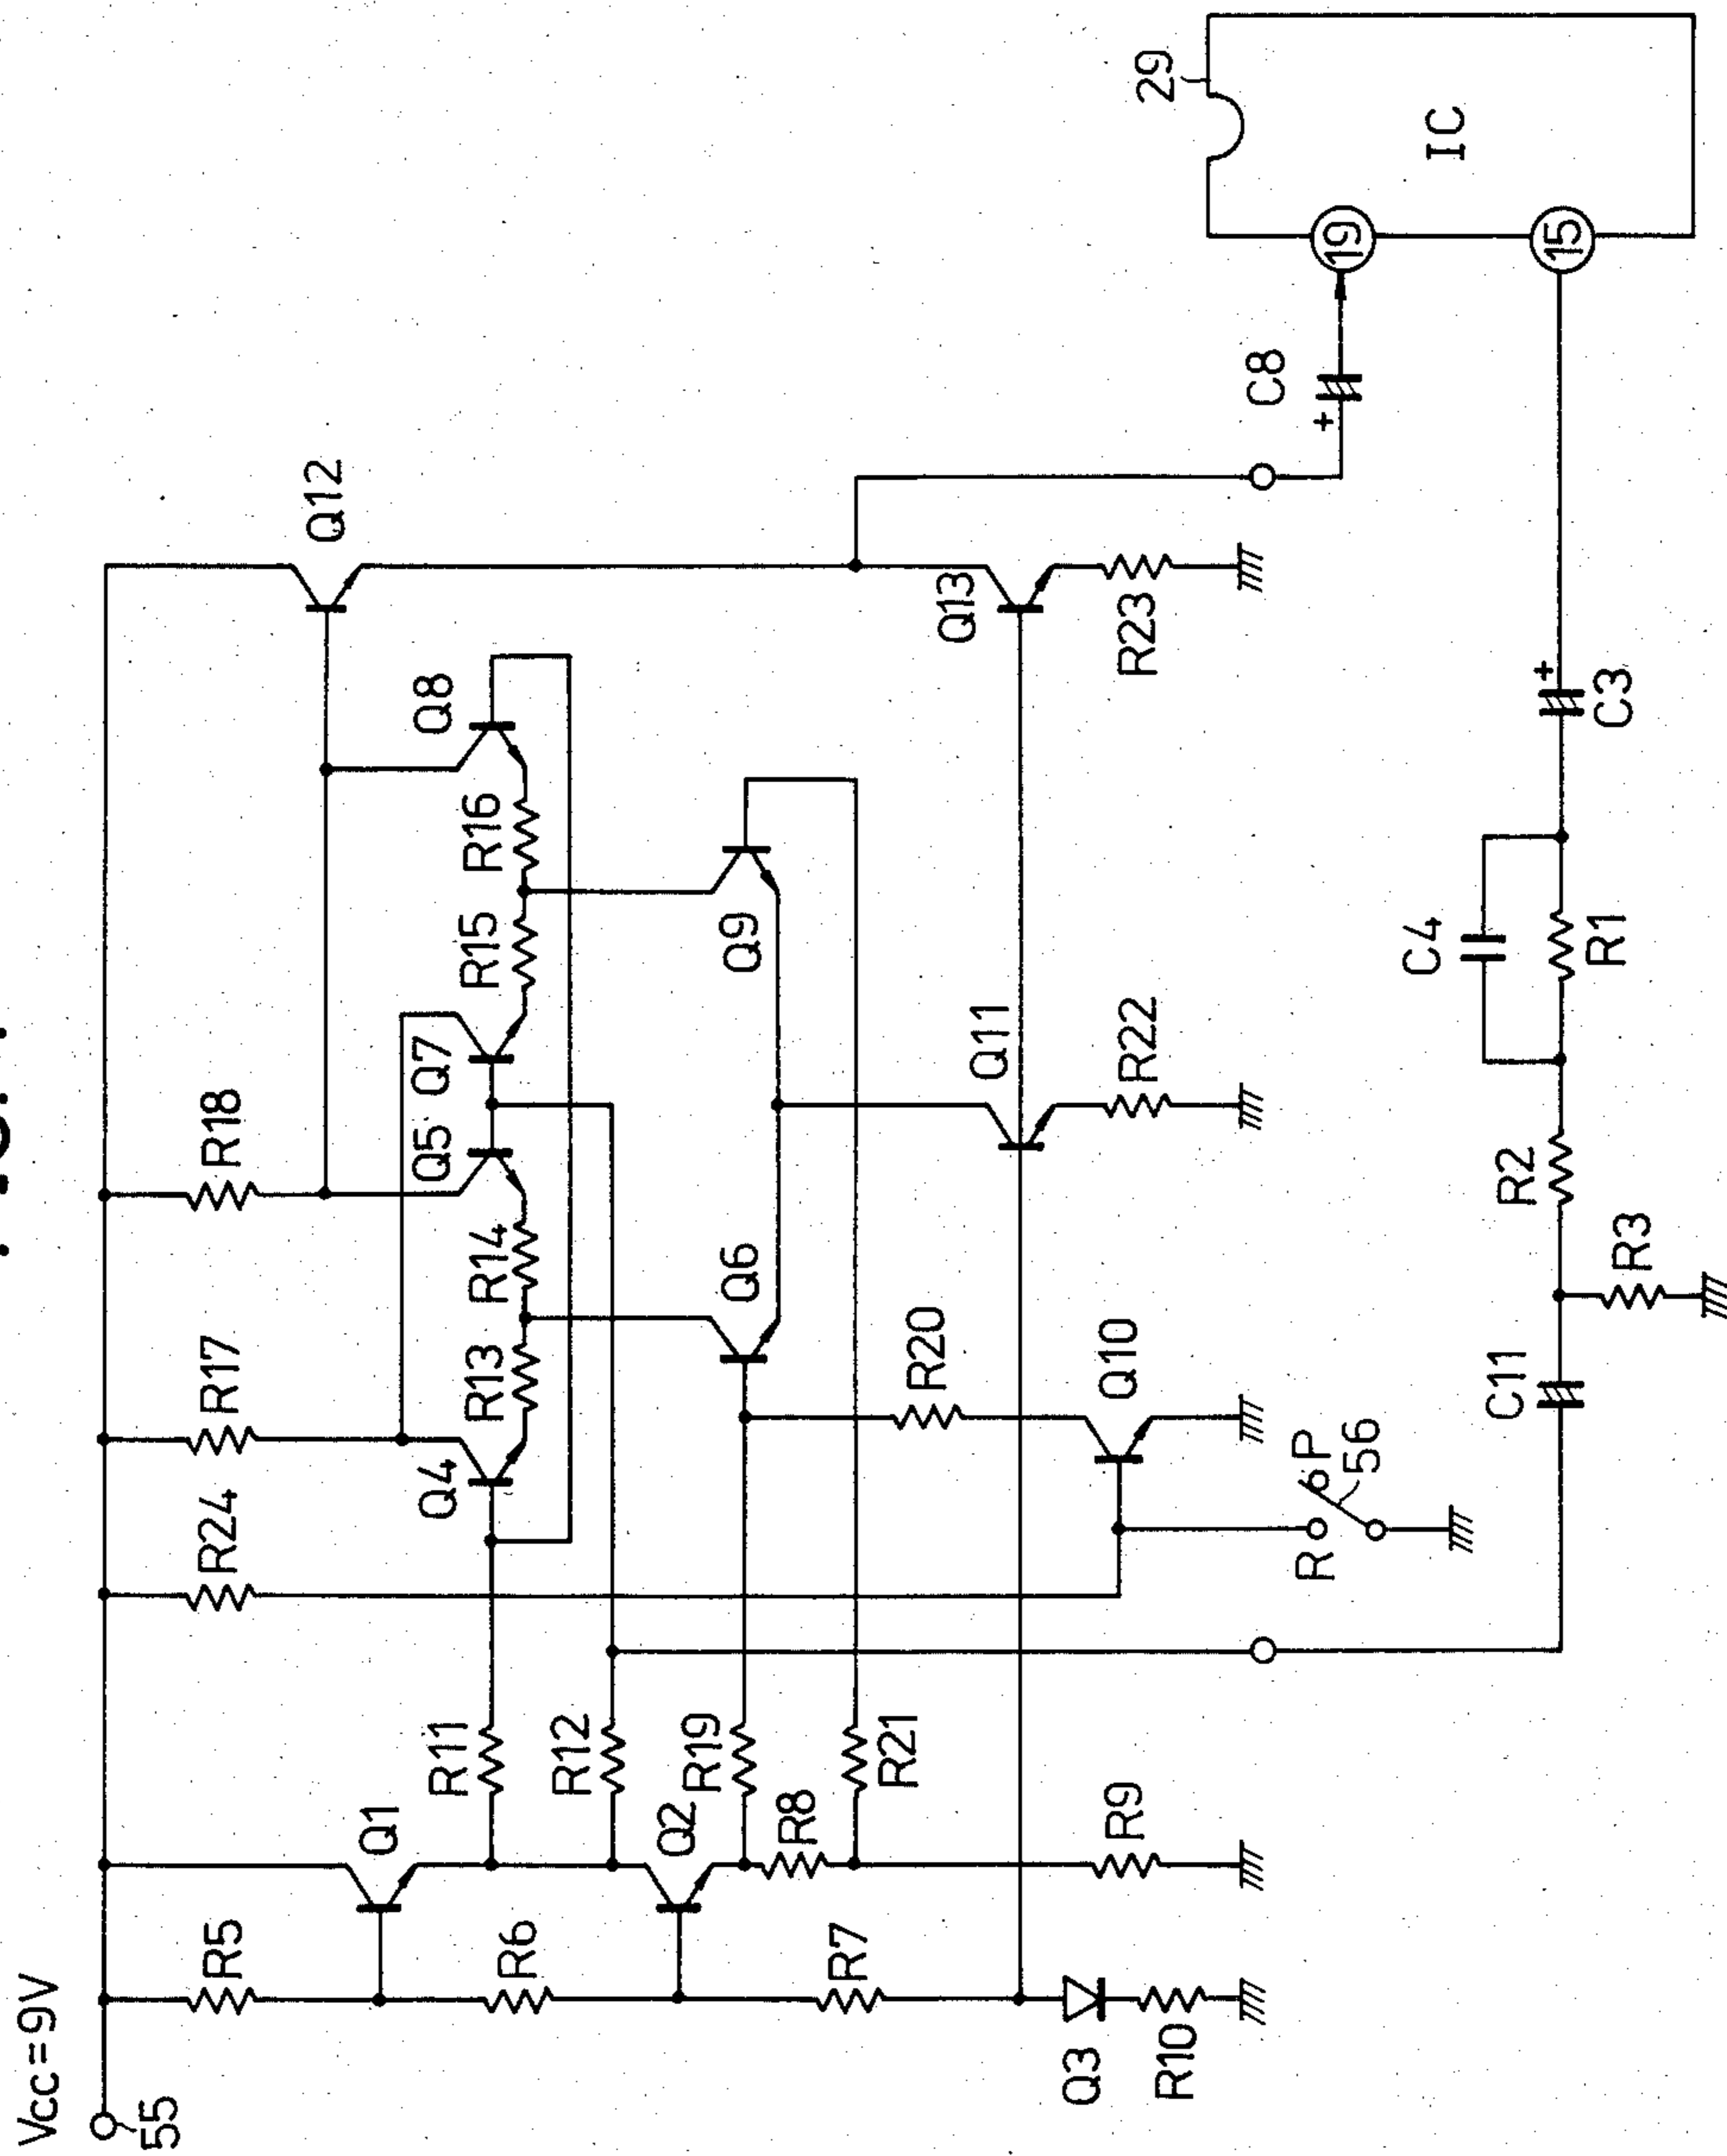 Vcc=9V
55
R5
R6
R7
Q3
R10
Q1
Q2
R8
R9
R11
R12
R19
R21
R24
R17
R18
Q4
R13
R14
Q5
Q7
R15
R16
Q8
Q12
Q6
Q9
R20
Q10
R
P
56
Q11
R22
Q13
R23
C11
R3
R2
C4
R1
C3
+
C8
+
19
15
29
IC